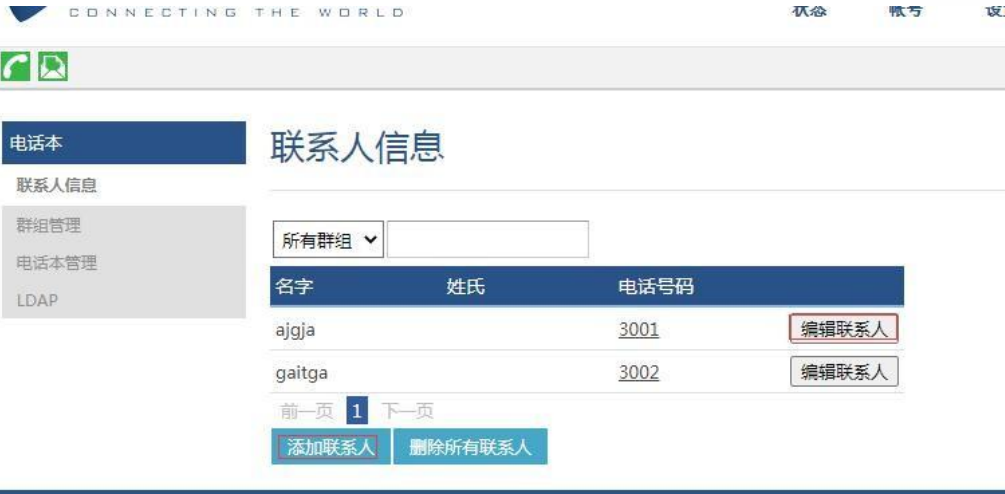 CONNECTING THE WORLD
状态 帐号
电话本
联系人信息
群组管理
电话本管理
LDAP
联系人信息
所有群组
名字 姓氏 电话号码
ajgja 3001 编辑联系人
gaitga 3002 编辑联系人
前一页 1 下一页
添加联系人 删除所有联系人